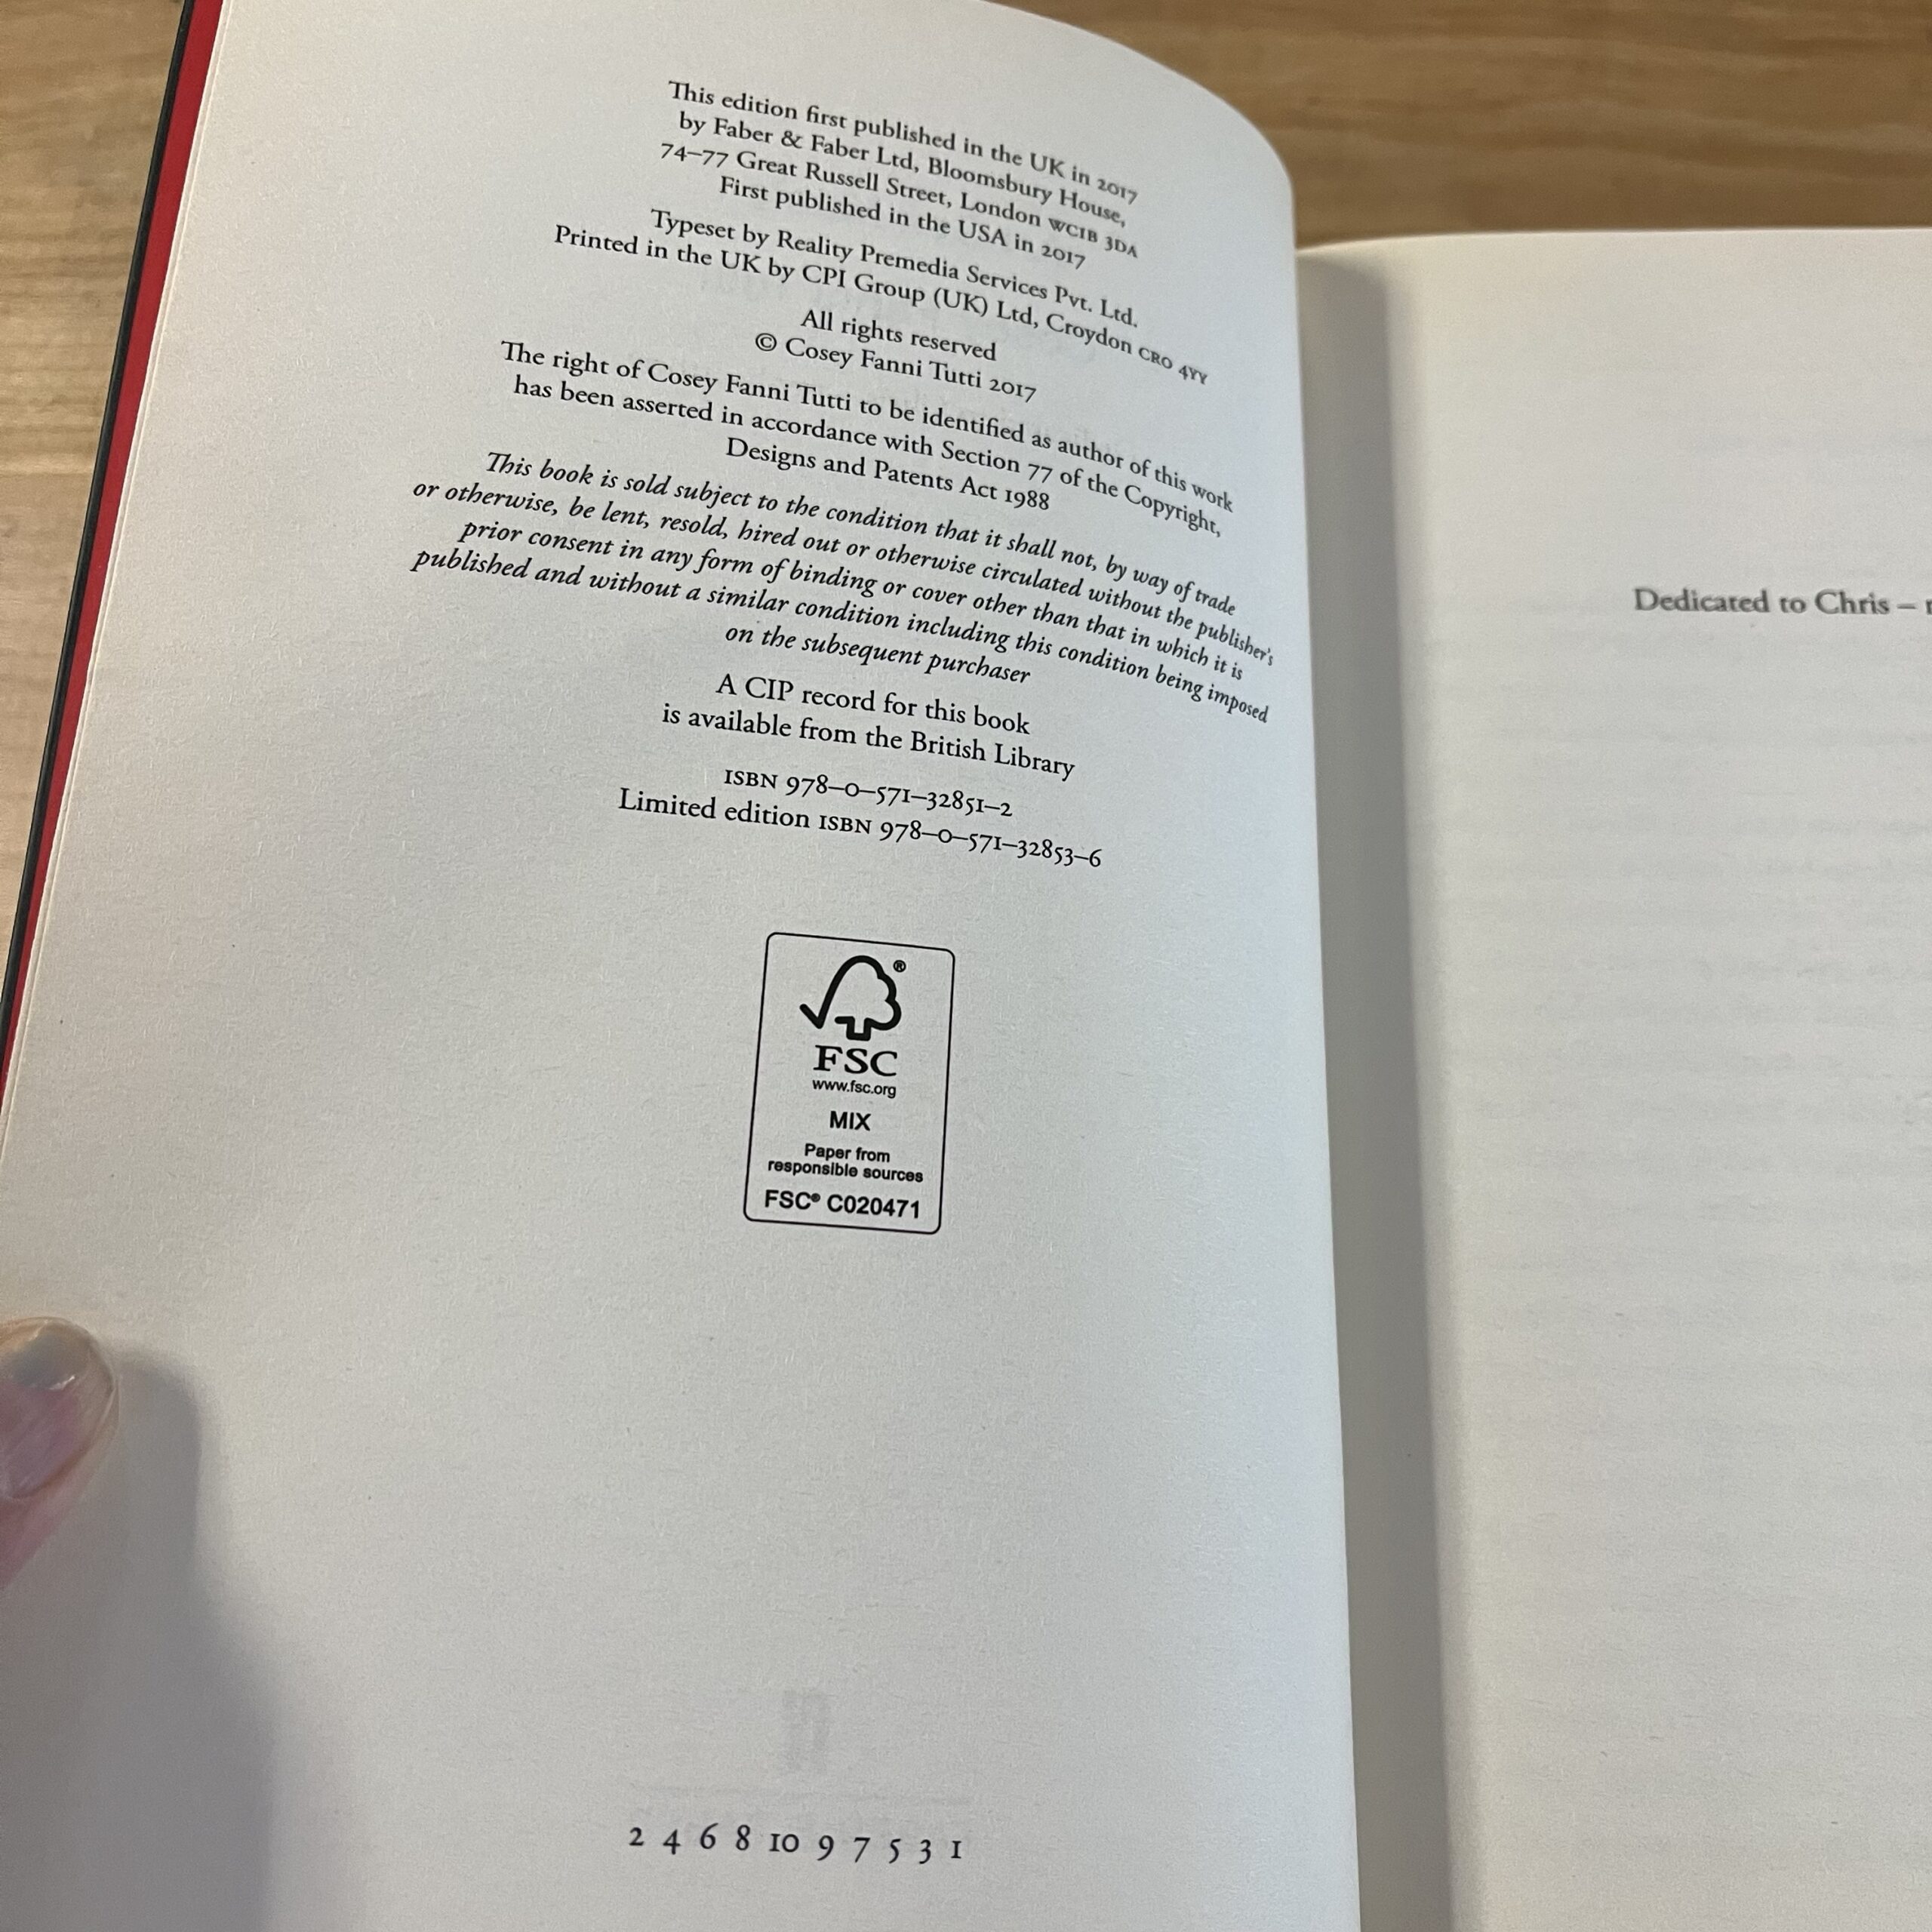 This edition first published in the UK in 2017
by Faber & Faber Ltd, Bloomsbury House,
74–77 Great Russell Street, London WC1B 3DA
First published in the USA in 2017
Typeset by Reality Premedia Services Pvt. Ltd.
Printed in the UK by CPI Group (UK) Ltd, Croydon CR0 4YY
All rights reserved
© Cosey Fanni Tutti 2017
The right of Cosey Fanni Tutti to be identified as author of this work
has been asserted in accordance with Section 77 of the Copyright,
Designs and Patents Act 1988
This book is sold subject to the condition that it shall not, by way of trade
or otherwise, be lent, resold, hired out or otherwise circulated without the publisher's
prior consent in any form of binding or cover other than that in which it is
published and without a similar condition including this condition being imposed
on the subsequent purchaser
A CIP record for this book
is available from the British Library
ISBN 978–0–571–32851–2
Limited edition ISBN 978–0–571–32853–6
®
FSC
www.fsc.org
MIX
Paper from
responsible sources
FSC® C020471
2 4 6 8 10 9 7 5 3 1
Dedicated to Chris –